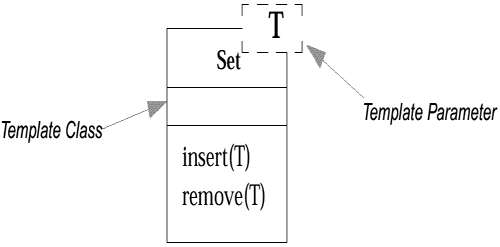 T
Set
Template Parameter
Template Class
insert(T)
remove(T)